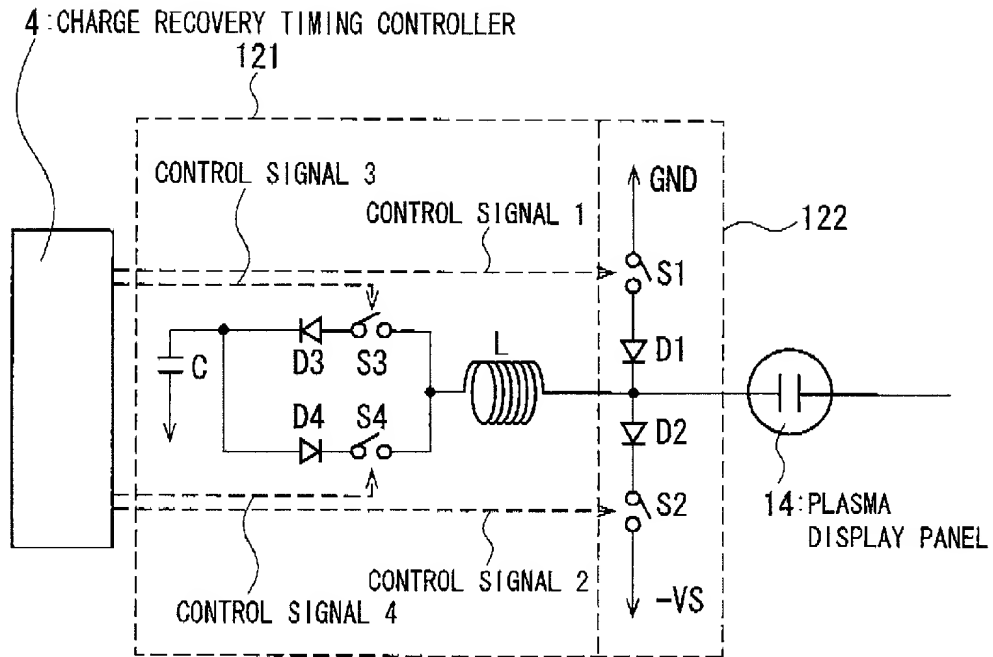 4:CHARGE RECOVERY TIMING CONTROLLER
121
CONTROL SIGNAL 3
CONTROL SIGNAL 1
GND
122
S1
D3
S3
L
D1
C
D4
S4
D2
S2
14:PLASMA
DISPLAY PANEL
CONTROL SIGNAL 2
-VS
CONTROL SIGNAL 4